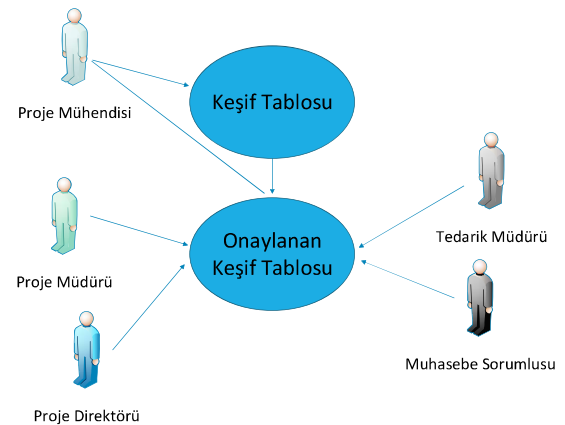 Keşif Tablosu
Proje Mühendisi
Onaylanan
Keşif Tablosu
Tedarik Müdürü
Proje Müdürü
Muhasebe Sorumlusu
Proje Direktörü